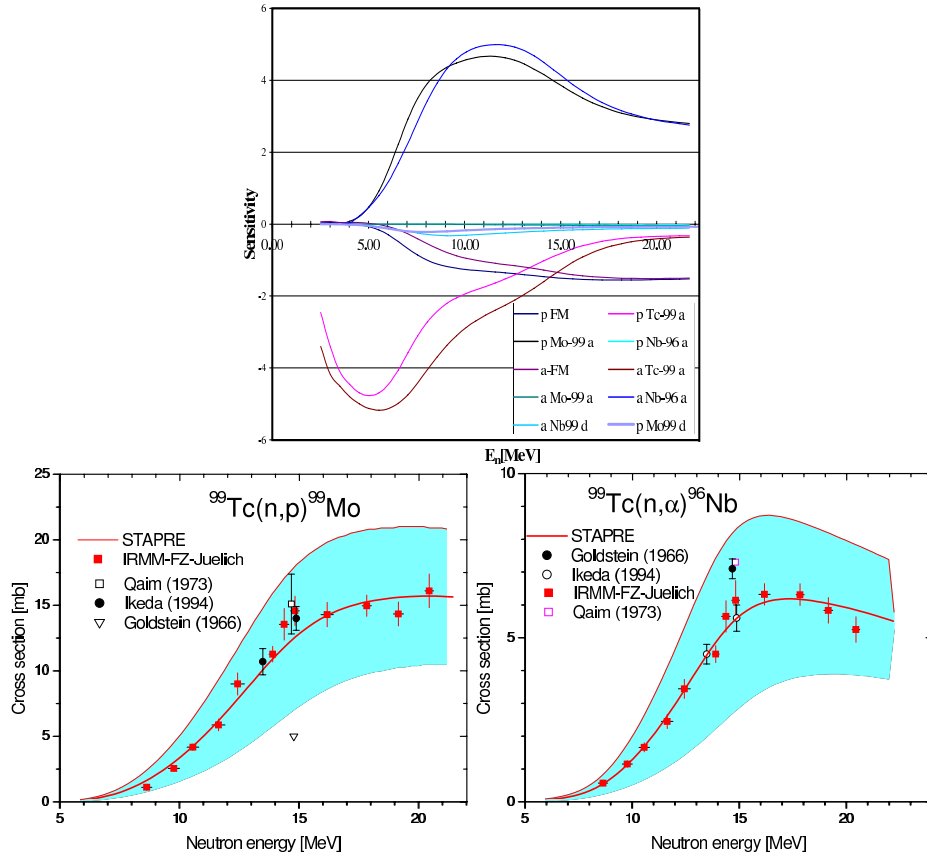 6
4
2
0
-2
-4
-6
Sensitivity
0.00 5.00 10.00 15.00 20.00
p FM p Tc-99 a
p Mo-99 a p Nb-96 a
a-FM a Tc-99 a
a Mo-99 a a Nb-96 a
a Nb99 d p Mo99 d
E_n[MeV]
25
20
15
10
5
0
Cross section [mb]
⁹⁹Tc(n,p)⁹⁹Mo
STAPRE
IRMM-FZ-Juelich
Qaim (1973)
Ikeda (1994)
Goldstein (1966)
5 10 15 20
Neutron energy [MeV]
10
5
0
Cross section [mb]
⁹⁹Tc(n,α)⁹⁶Nb
STAPRE
Goldstein (1966)
Ikeda (1994)
IRMM-FZ-Juelich
Qaim (1973)
5 10 15 20
Neutron energy [MeV]